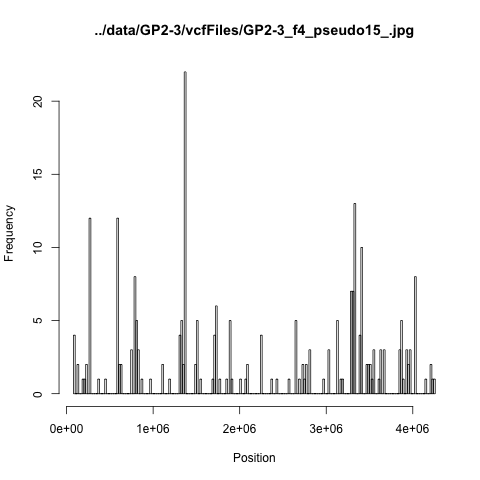 ../data/GP2-3/vcfFiles/GP2-3_f4_pseudo15_.jpg
20
15
10
5
0
Frequency
0e+00 1e+06 2e+06 3e+06 4e+06
Position